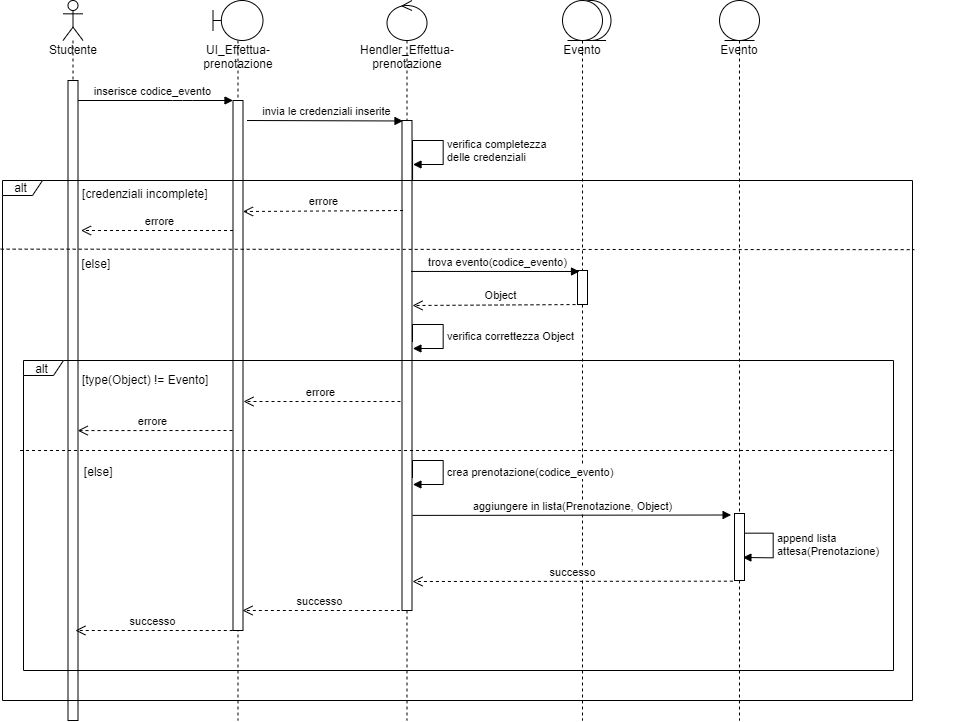 Studente
UI_Effettua-
prenotazione
Hendler_Effettua-
prenotazione
Evento
Evento
inserisce codice_evento
invia le credenziali inserite
verifica completezza
delle credenziali
alt
[credenziali incomplete]
errore
errore
[else]
trova evento(codice_evento)
Object
verifica correttezza Object
alt
[type(Object) != Evento]
errore
errore
[else]
crea prenotazione(codice_evento)
aggiungere in lista(Prenotazione, Object)
append lista
attesa(Prenotazione)
successo
successo
successo